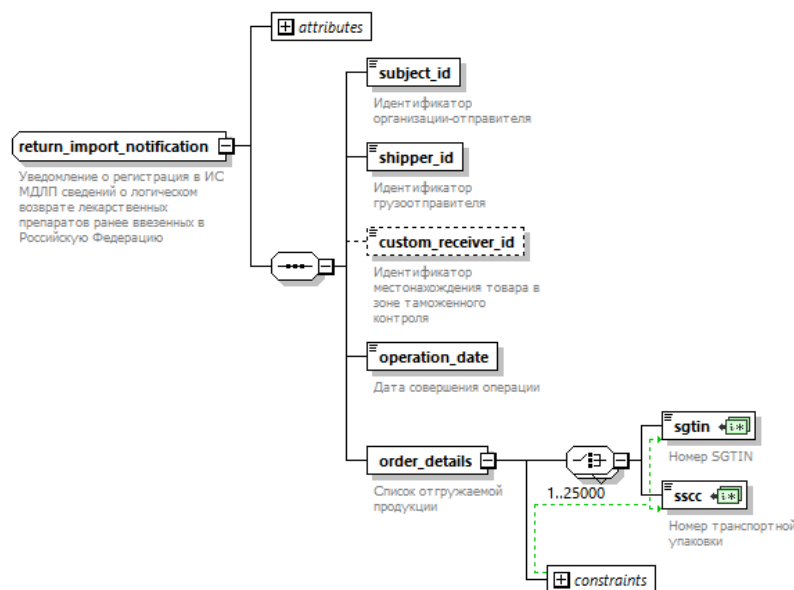 attributes
subject_id
Идентификатор
организации-отправителя
return_import_notification
Уведомление о регистрация в ИС
МДЛП сведений о логическом
возврате лекарственных
препаратов ранее ввезенных в
Российскую Федерацию
shipper_id
Идентификатор
грузоотправителя
custom_receiver_id
Идентификатор
местонахождения товара в
зоне таможенного
контроля
operation_date
Дата совершения операции
order_details
Список отгружаемой
продукции
1..25000
sgtin
Номер SGTIN
sscc
Номер транспортной
упаковки
constraints